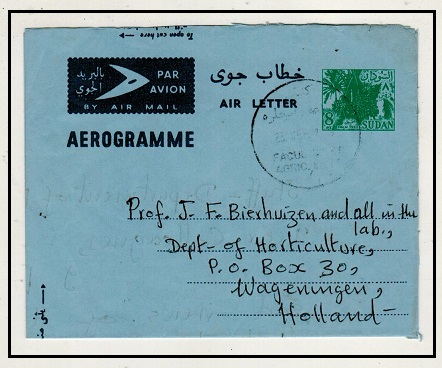 To open cut here
بالبريد
الجوي
PAR
AVION
BY AIR MAIL
خطاب جوى
AIR LETTER
AEROGRAMME
السودان
8
SUDAN
FACUL
Prof. J. F. Bierhuizen and all in the
lab.,
Dept- of Horticulture,
P.O. Box 30,
Wageningen,
Holland-